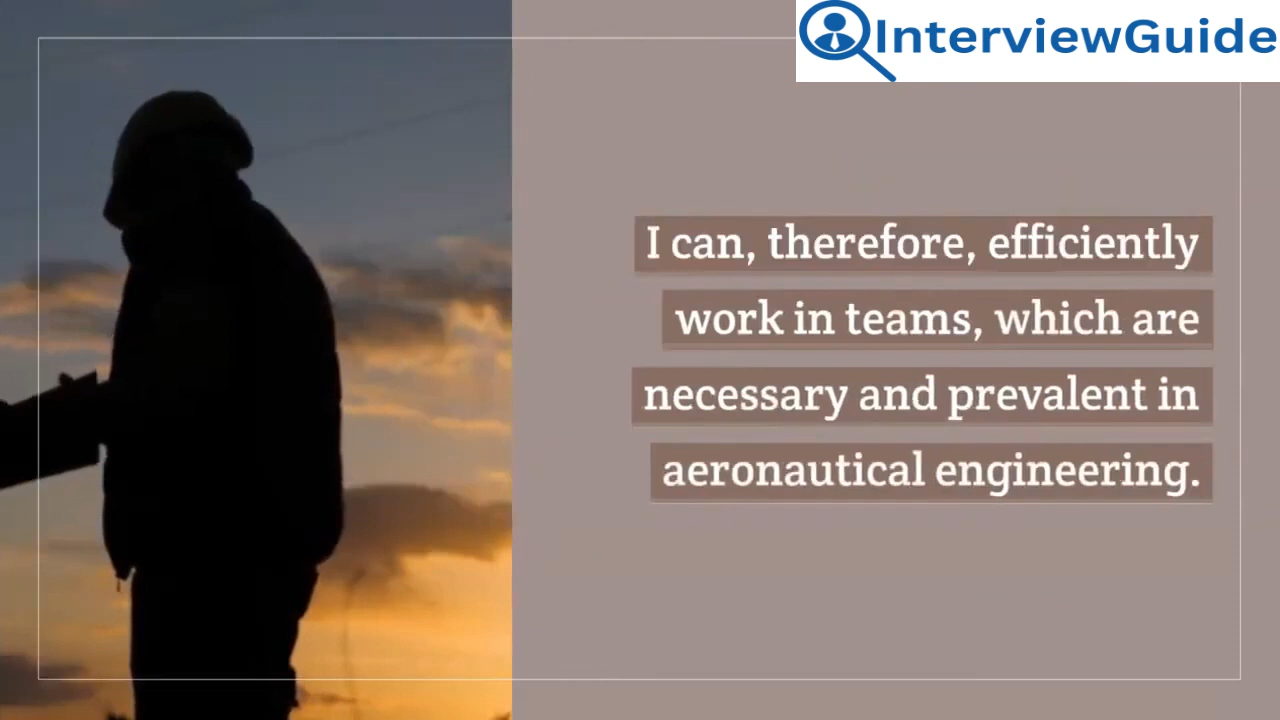 InterviewGuide
I can, therefore, efficiently
work in teams, which are
necessary and prevalent in
aeronautical engineering.